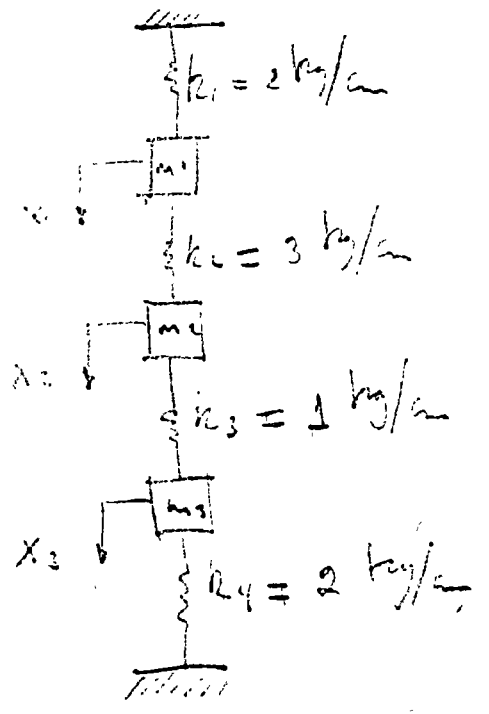 k1 = 2 kg/cm
m1
x1
k2 = 3 kg/cm
m2
x2
k3 = 1 kg/cm
m3
x3
k4 = 2 kg/cm